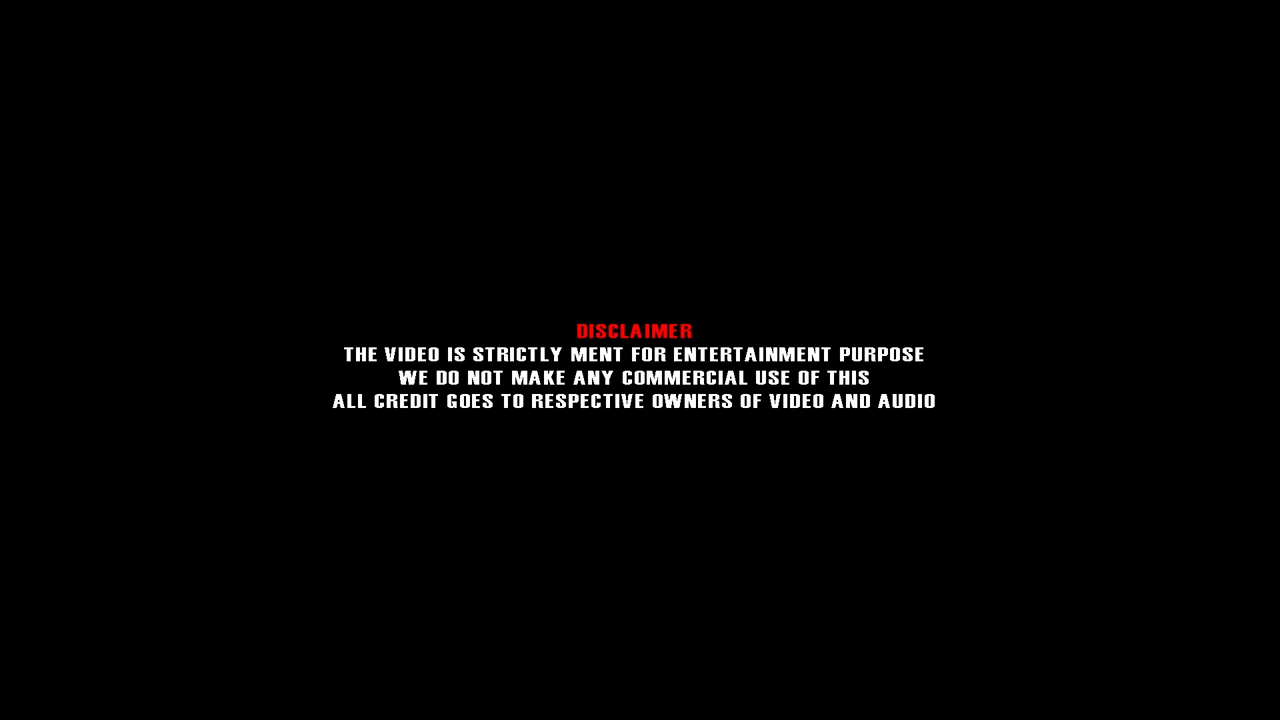 DISCLAIMER
THE VIDEO IS STRICTLY MENT FOR ENTERTAINMENT PURPOSE
WE DO NOT MAKE ANY COMMERCIAL USE OF THIS
ALL CREDIT GOES TO RESPECTIVE OWNERS OF VIDEO AND AUDIO